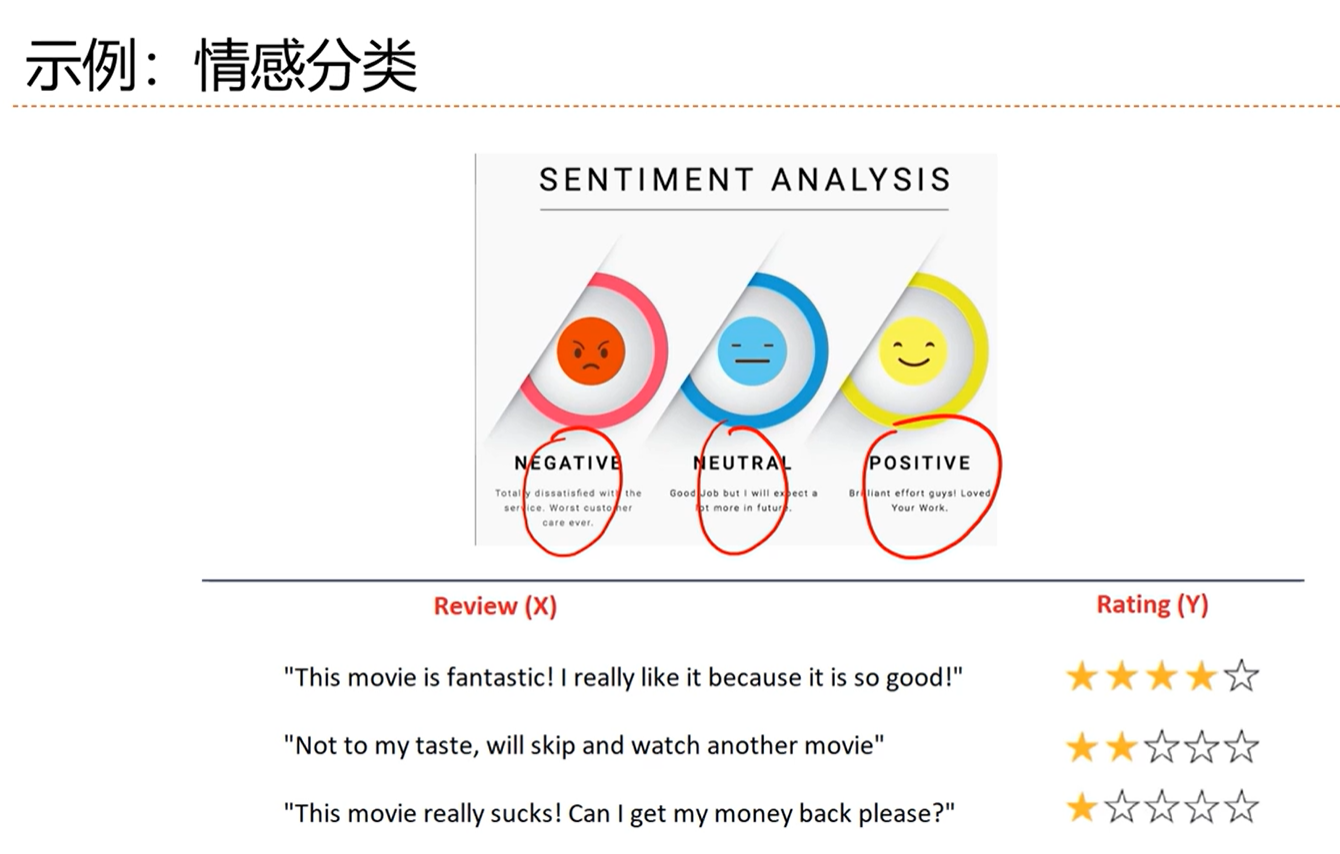 示例：情感分类
SENTIMENT ANALYSIS
NEGATIVE
Totally dissatisfied with the
service. Worst customer
care ever.
NEUTRAL
Good Job but I will expect a
lot more in future.
POSITIVE
Brilliant effort guys! Loved
Your Work.
Review (X) Rating (Y)
"This movie is fantastic! I really like it because it is so good!"
"Not to my taste, will skip and watch another movie"
"This movie really sucks! Can I get my money back please?"